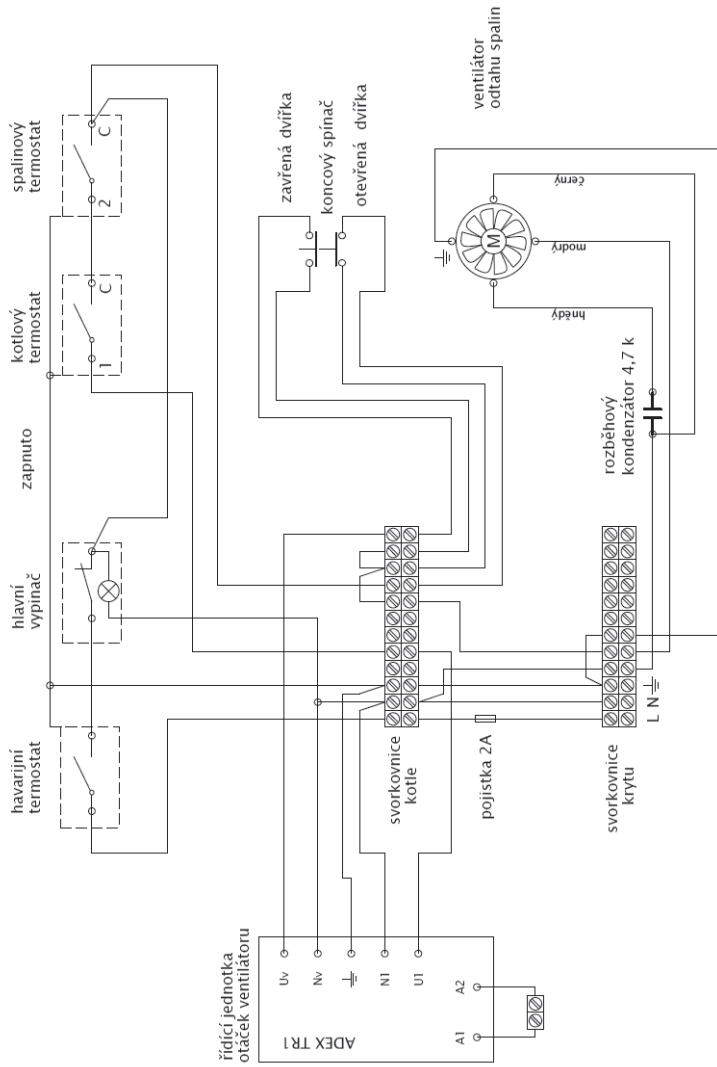 havarijní
termostat
hlavní
vypínač
zapnuto
kotlový
termostat
spalinový
termostat
1
C
2
C
zavřená dvířka
koncový spínač
otevřená dvířka
ventilátor
odtahu spalin
M
hnědý
modrý
černý
rozběhový
kondenzátor 4,7 k
svorkovnice
kotle
pojistka 2A
svorkovnice
krytu
L N
řídící jednotka
otáček ventilátoru
ADEX TR1
Uv
Nv
N1
U1
A1
A2